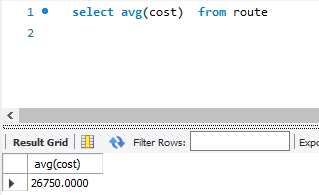 1 select avg(cost) from route
2
Result Grid Filter Rows: Expo
avg(cost)
26750.0000